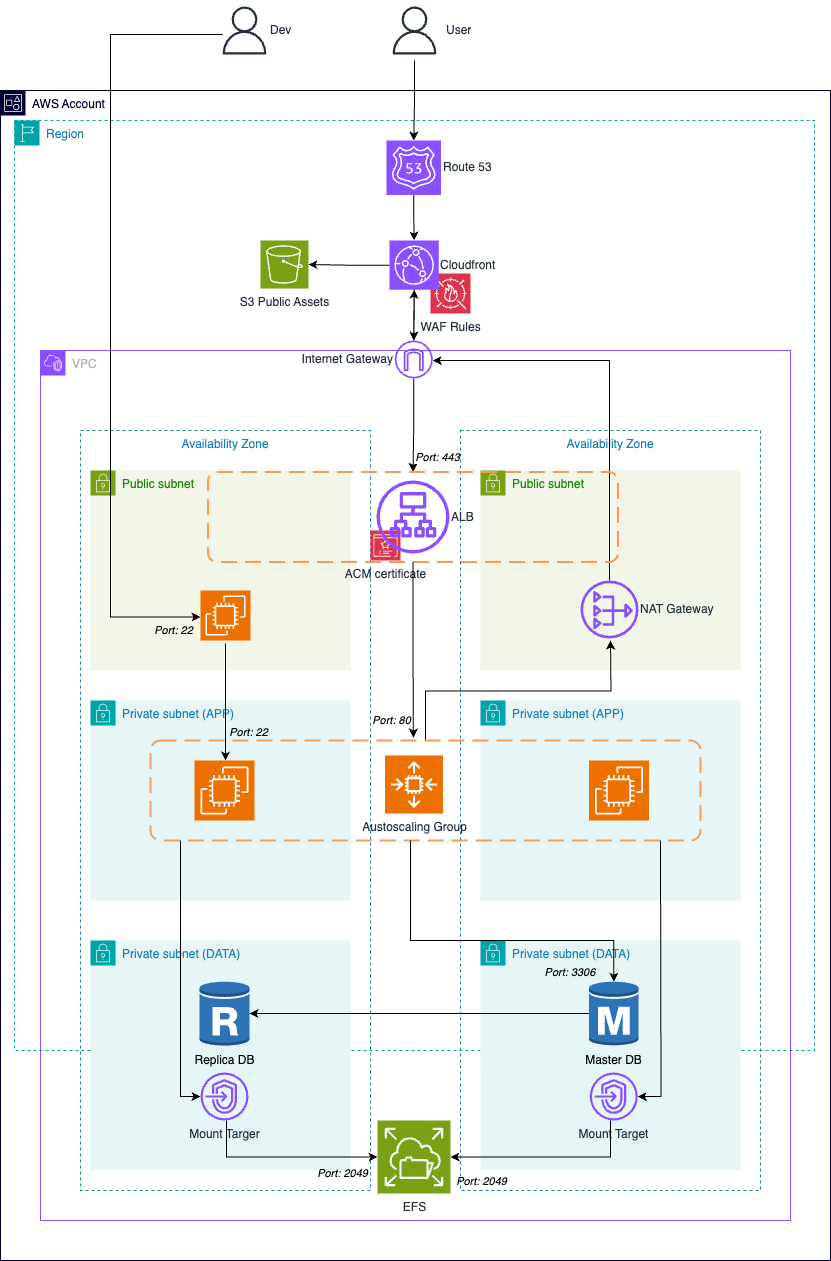 Dev
User
AWS Account
Region
53
Route 53
Cloudfront
S3 Public Assets
WAF Rules
Internet Gateway
VPC
Availability Zone
Availability Zone
Port: 443
Public subnet
Public subnet
ALB
ACM certificate
NAT Gateway
Port: 22
Private subnet (APP)
Private subnet (APP)
Port: 80
Port: 22
Austoscaling Group
Private subnet (DATA)
Private subnet (DATA)
Port: 3306
R
M
Replica DB
Master DB
Mount Targer
Mount Target
Port: 2049
Port: 2049
EFS